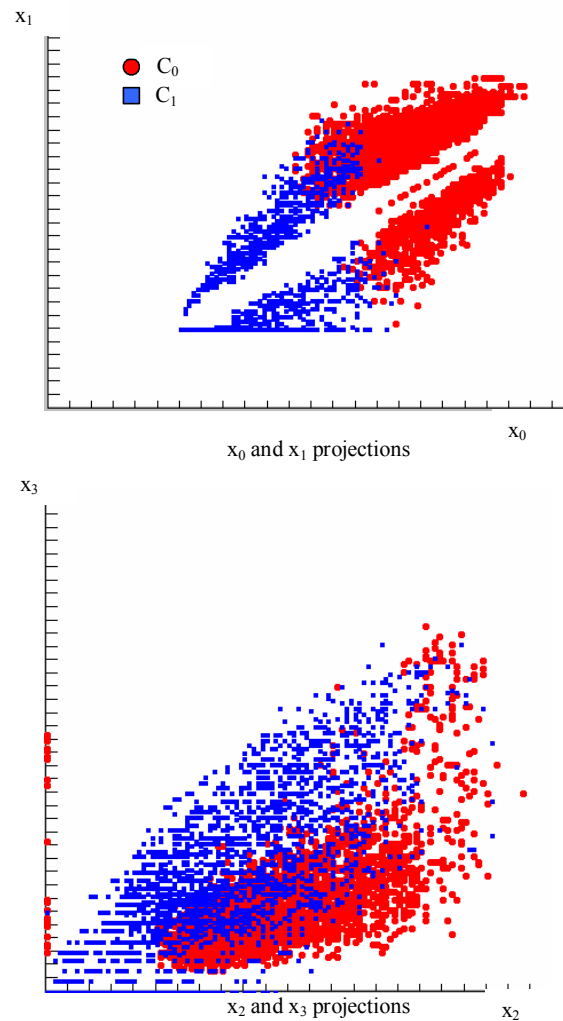 x₁
C₀
C₁
x₀
x₀ and x₁ projections
x₃
x₂ and x₃ projections
x₂